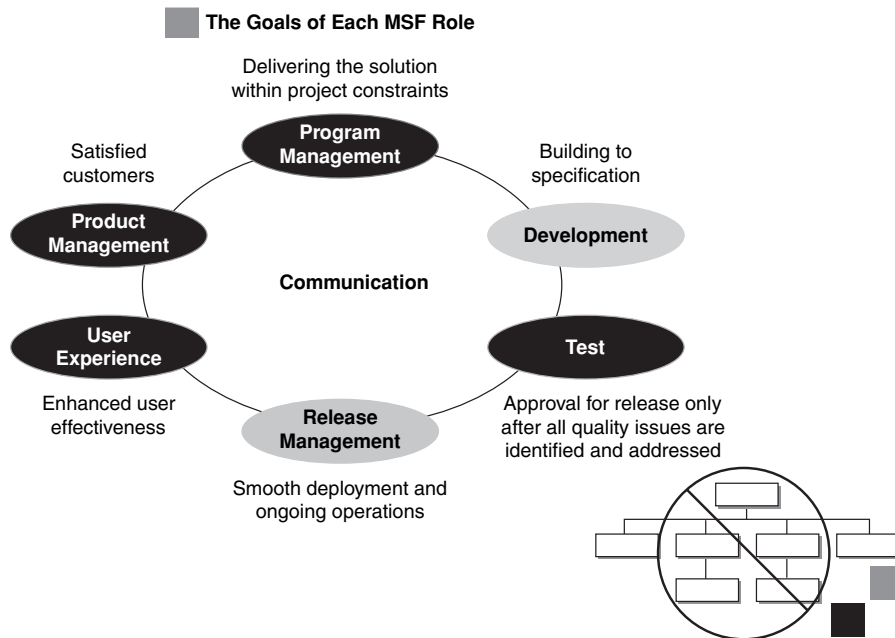 The Goals of Each MSF Role
Delivering the solution
within project constraints
Program
Management
Satisfied
customers
Building to
specification
Product
Management
Development
Communication
User
Experience
Test
Enhanced user
effectiveness
Release
Management
Approval for release only
after all quality issues are
identified and addressed
Smooth deployment and
ongoing operations